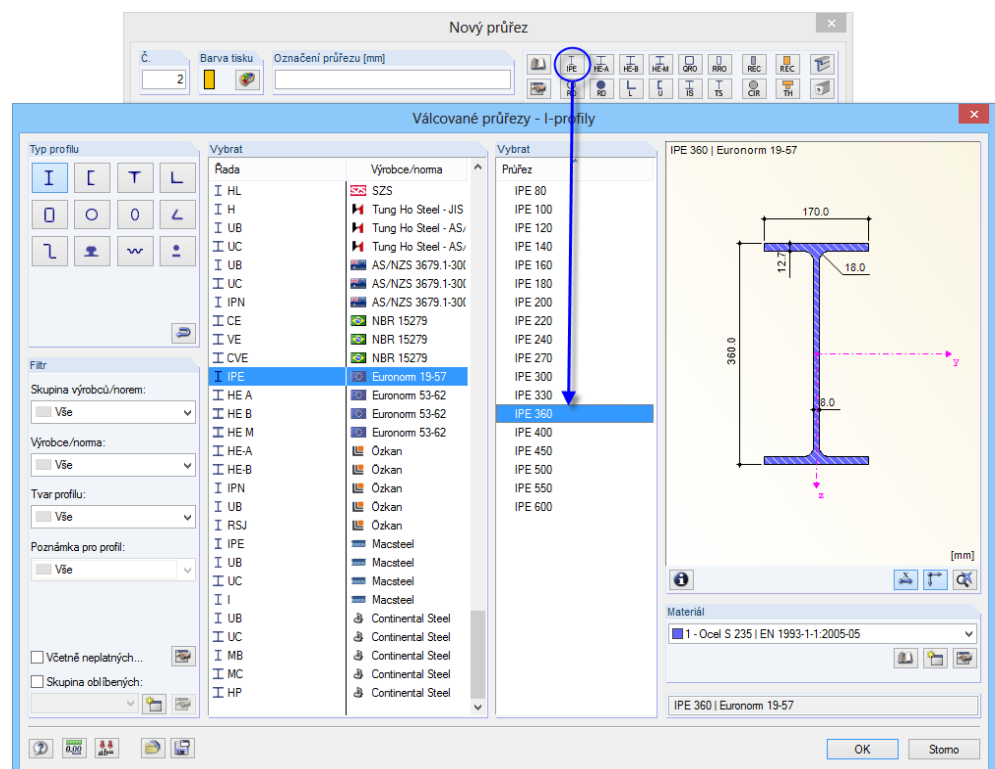 Nový průřez
Č.
Barva tisku
Označení průřezu [mm]
2
IPE HE-A HE-B HE-M QRO RRO REC REC
RD L U IS TS CIR TH
Válcované průřezy - I-profily
Typ profilu
Filtr
Skupina výrobců/norem:
Vše
Výrobce/norma:
Vše
Tvar profilu:
Vše
Poznámka pro profil:
Vše
Včetně neplatných...
Skupina oblíbených:
Vybrat
Řada Výrobce/norma
HL SZS
H Tung Ho Steel - JIS
UB Tung Ho Steel - AS/
UC Tung Ho Steel - AS/
UB AS/NZS 3679.1-300
UC AS/NZS 3679.1-300
IPN AS/NZS 3679.1-300
CE NBR 15279
VE NBR 15279
CVE NBR 15279
IPE Euronorm 19-57
HE A Euronorm 53-62
HE B Euronorm 53-62
HE M Euronorm 53-62
HE-A Özkan
HE-B Özkan
IPN Özkan
UB Özkan
RSJ Özkan
IPE Macsteel
UB Macsteel
UC Macsteel
I Macsteel
UB Continental Steel
UC Continental Steel
MB Continental Steel
MC Continental Steel
HP Continental Steel
Vybrat
Průřez
IPE 80
IPE 100
IPE 120
IPE 140
IPE 160
IPE 180
IPE 200
IPE 220
IPE 240
IPE 270
IPE 300
IPE 330
IPE 360
IPE 400
IPE 450
IPE 500
IPE 550
IPE 600
IPE 360 | Euronorm 19-57
170.0
12.7
18.0
360.0
y
8.0
z
[mm]
Materiál
1 - Ocel S 235 | EN 1993-1-1:2005-05
IPE 360 | Euronorm 19-57
0.00
OK
Storno